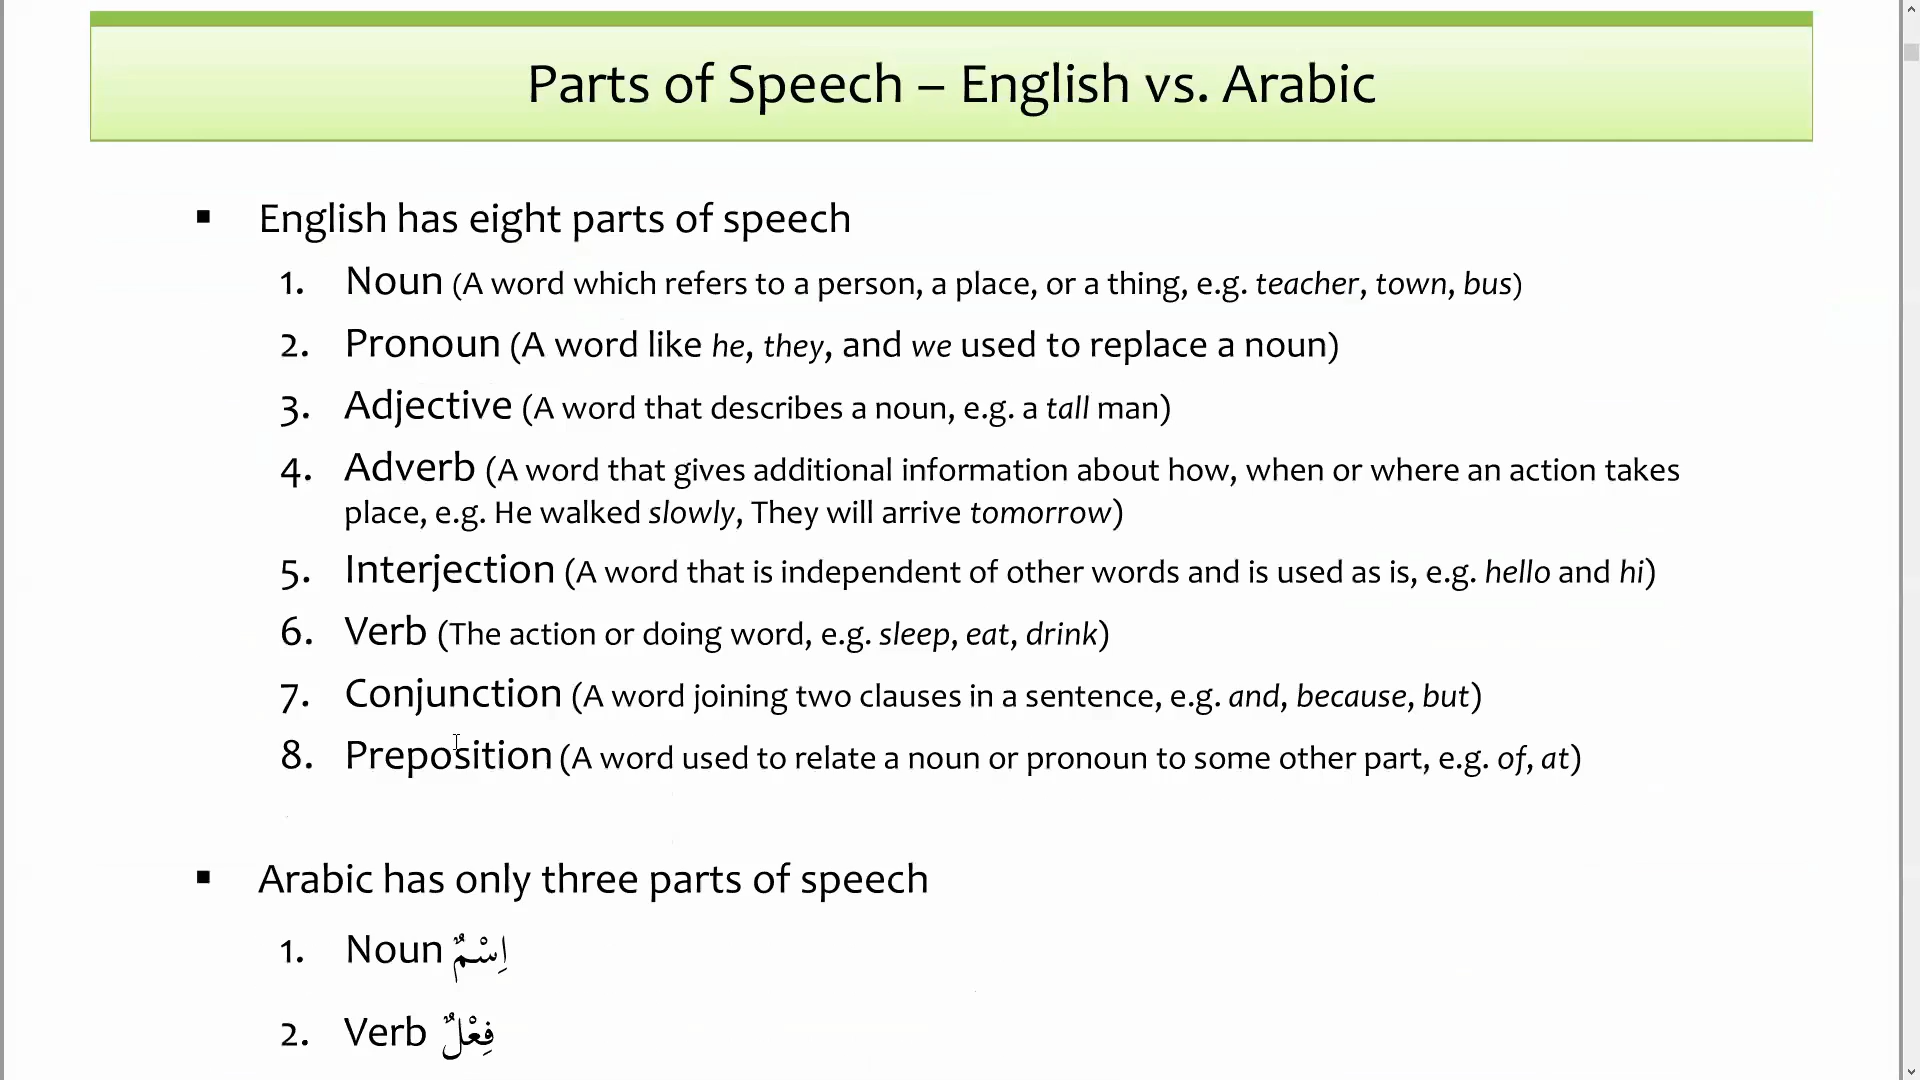 Parts of Speech – English vs. Arabic
▪ English has eight parts of speech
1. Noun (A word which refers to a person, a place, or a thing, e.g. teacher, town, bus)
2. Pronoun (A word like he, they, and we used to replace a noun)
3. Adjective (A word that describes a noun, e.g. a tall man)
4. Adverb (A word that gives additional information about how, when or where an action takes
place, e.g. He walked slowly, They will arrive tomorrow)
5. Interjection (A word that is independent of other words and is used as is, e.g. hello and hi)
6. Verb (The action or doing word, e.g. sleep, eat, drink)
7. Conjunction (A word joining two clauses in a sentence, e.g. and, because, but)
8. Preposition (A word used to relate a noun or pronoun to some other part, e.g. of, at)
▪ Arabic has only three parts of speech
1. Noun اِسْمٌ
2. Verb فِعْلٌ